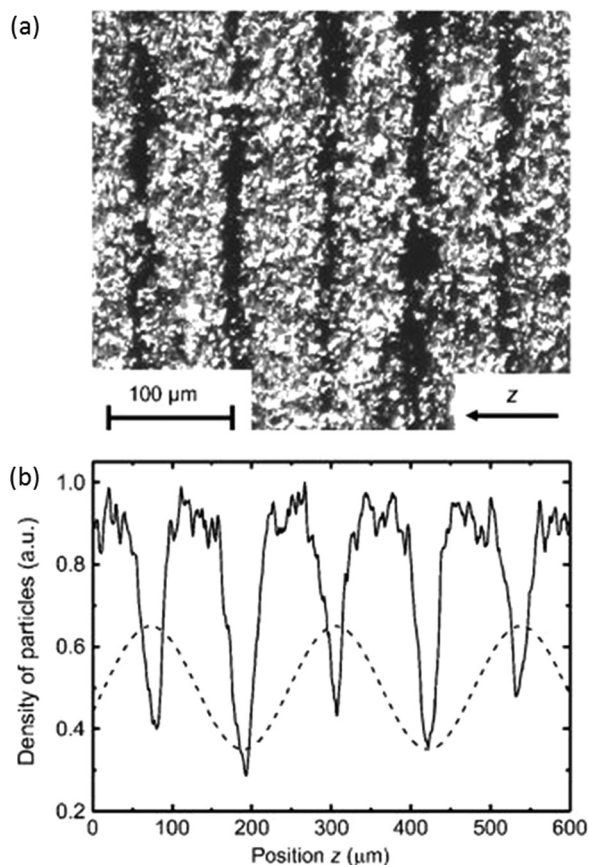 (a)
100 μm
z
(b)
Density of particles (a.u.)
1.0
0.8
0.6
0.4
0.2
0 100 200 300 400 500 600
Position z (μm)